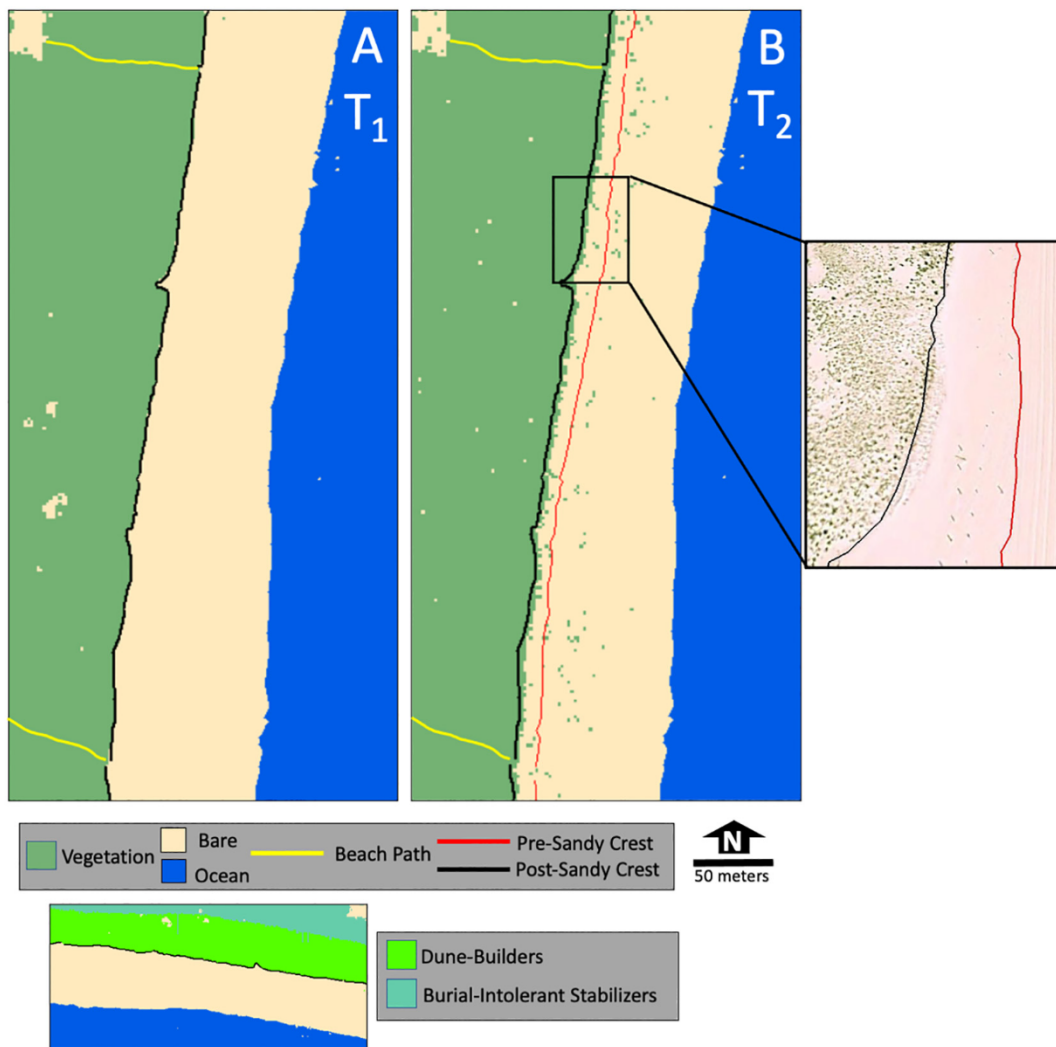 A
T1
B
T2
Vegetation
Bare
Ocean
Beach Path
Pre-Sandy Crest
Post-Sandy Crest
N
50 meters
Dune-Builders
Burial-Intolerant Stabilizers